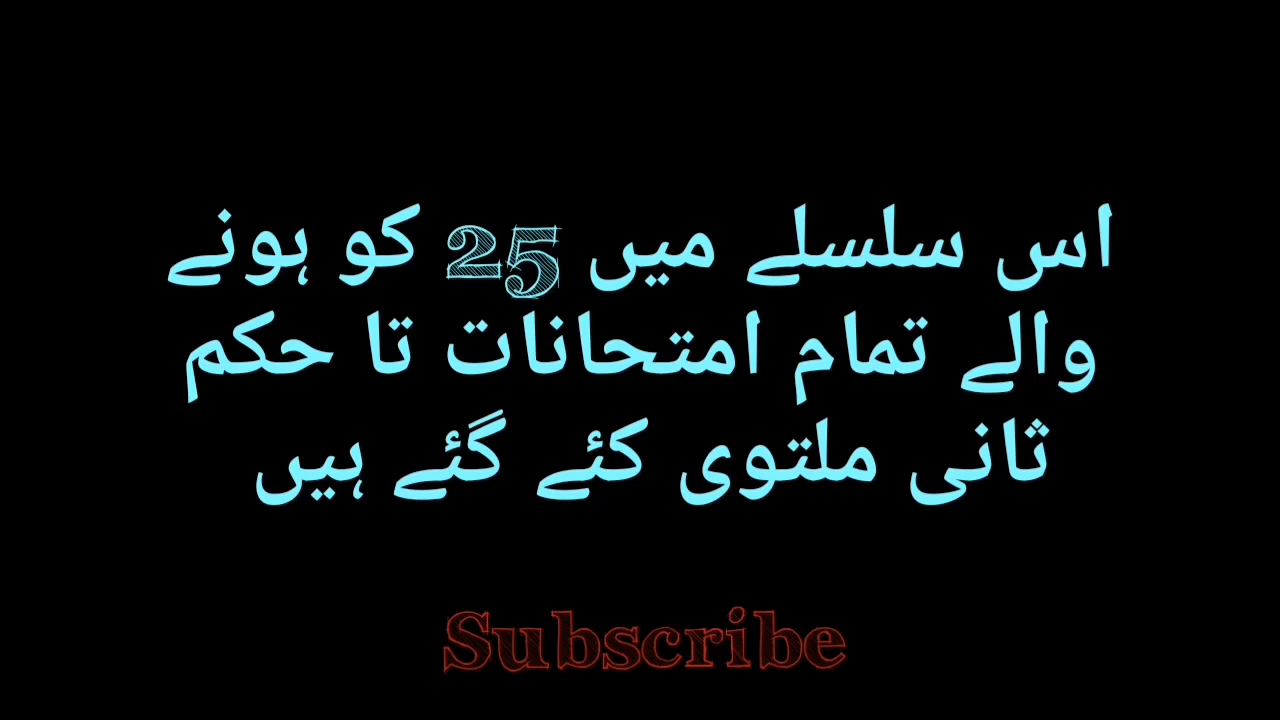 اس سلسلے میں 25 کو ہونے
والے تمام امتحانات تا حکم
ثانی ملتوی کئے گئے ہیں
Subscribe